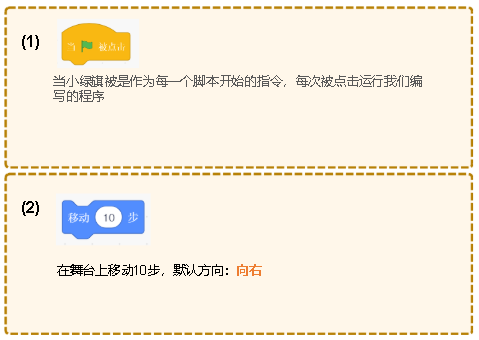 (1)
当 被点击
当小绿旗被是作为每一个脚本开始的指令，每次被点击运行我们编
写的程序
(2)
移动 10 步
在舞台上移动10步，默认方向：向右